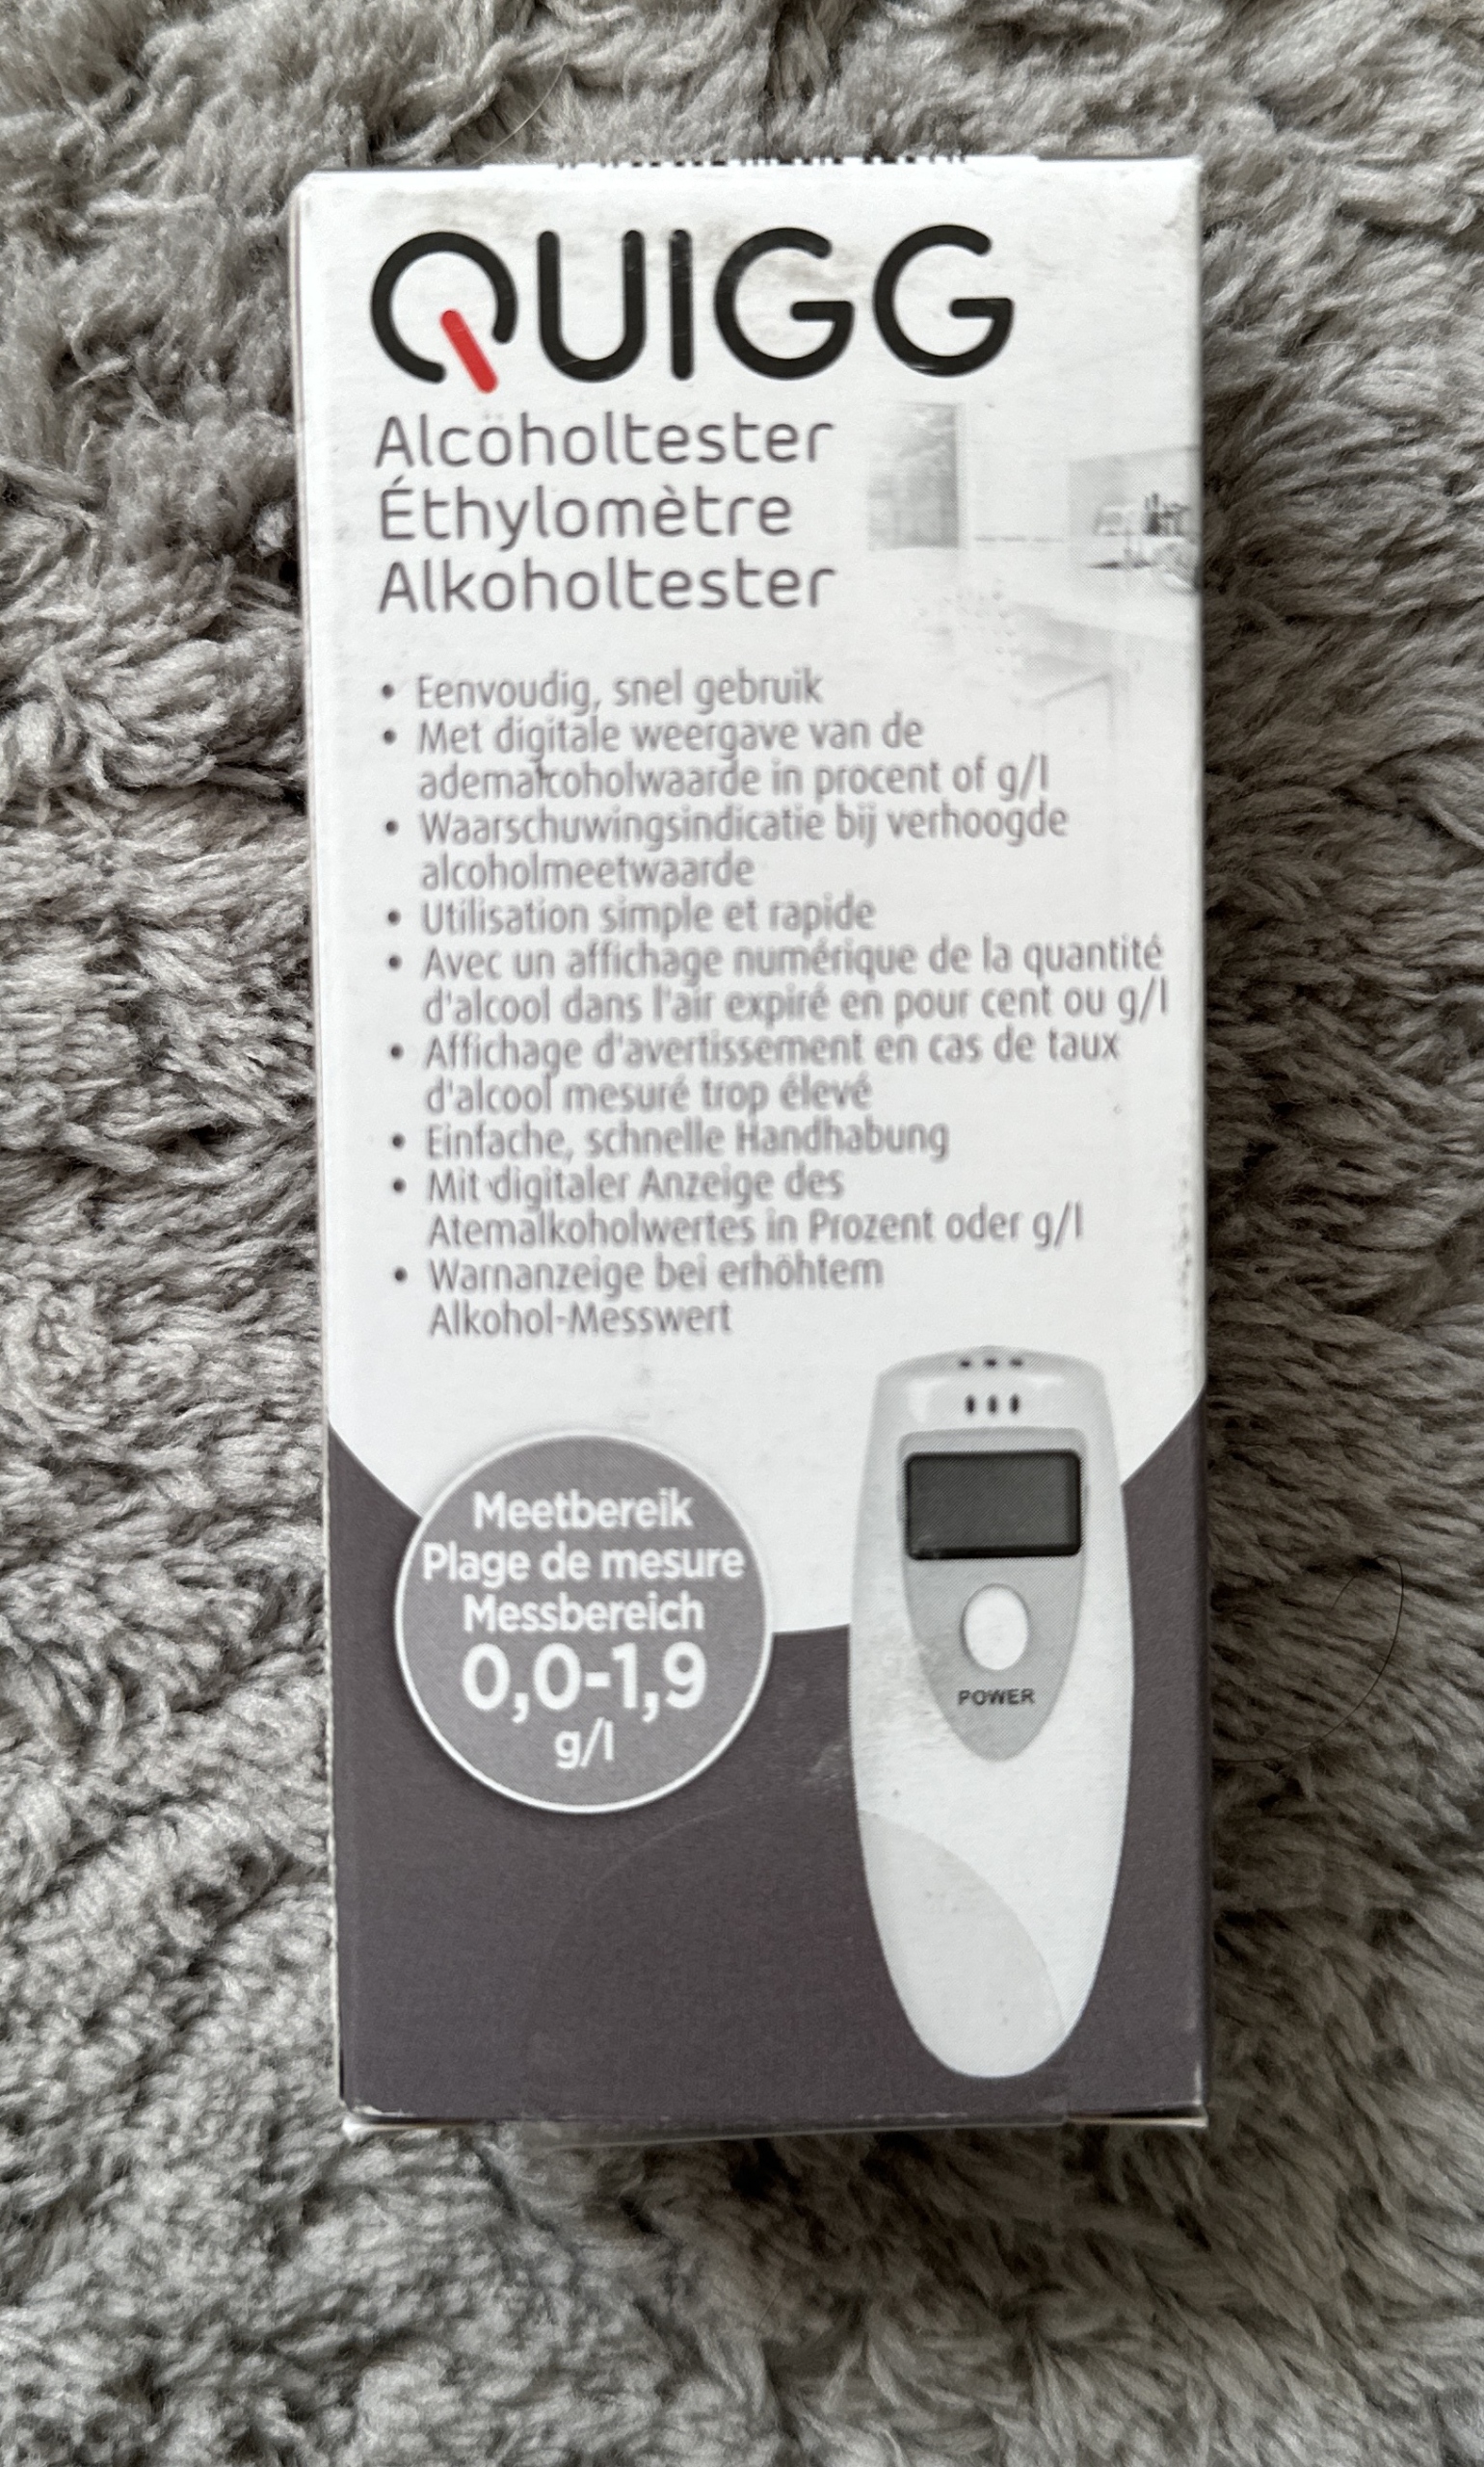 QUIGG
Alcoholtester
Éthylomètre
Alkoholtester
• Eenvoudig, snel gebruik
• Met digitale weergave van de
ademalcoholwaarde in procent of g/l
• Waarschuwingsindicatie bij verhoogde
alcoholmeetwaarde
• Utilisation simple et rapide
• Avec un affichage numérique de la quantité
d'alcool dans l'air expiré en pour cent ou g/l
• Affichage d'avertissement en cas de taux
d'alcool mesuré trop élevé
• Einfache, schnelle Handhabung
• Mit digitaler Anzeige des
Atemalkoholwertes in Prozent oder g/l
• Warnanzeige bei erhöhtem
Alkohol-Messwert
Meetbereik
Plage de mesure
Messbereich
0,0-1,9
g/l
POWER